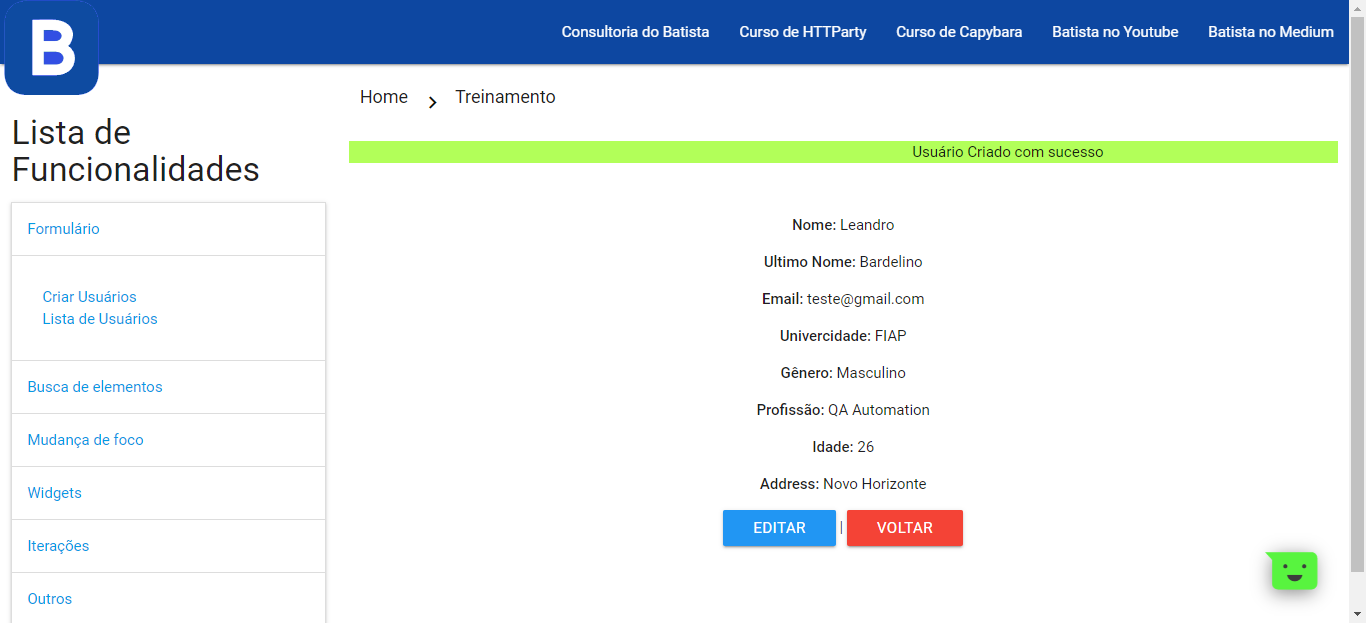 B
Consultoria do Batista
Curso de HTTParty
Curso de Capybara
Batista no Youtube
Batista no Medium
Home
Treinamento
Lista de
Funcionalidades
Formulário
Criar Usuários
Lista de Usuários
Busca de elementos
Mudança de foco
Widgets
Iterações
Outros
Usuário Criado com sucesso
Nome: Leandro
Ultimo Nome: Bardelino
Email: teste@gmail.com
Univercidade: FIAP
Gênero: Masculino
Profissão: QA Automation
Idade: 26
Address: Novo Horizonte
EDITAR | VOLTAR